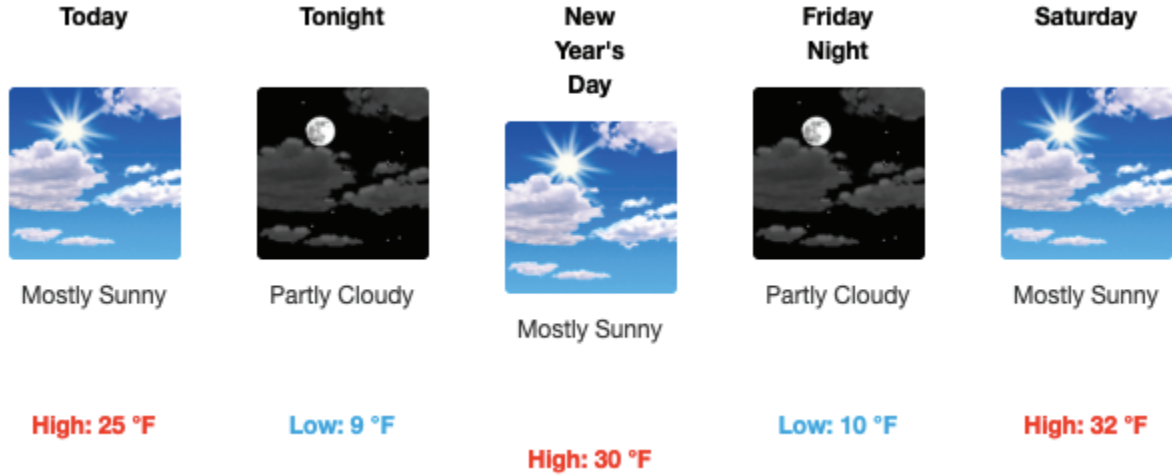 Today
Mostly Sunny
High: 25 °F
Tonight
Partly Cloudy
Low: 9 °F
New
Year's
Day
Mostly Sunny
High: 30 °F
Friday
Night
Partly Cloudy
Low: 10 °F
Saturday
Mostly Sunny
High: 32 °F